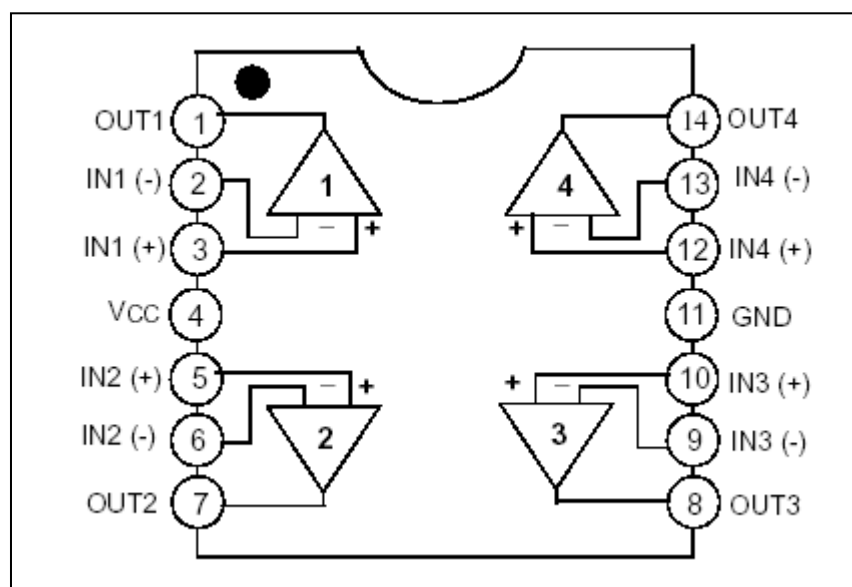 OUT1 1
IN1 (-) 2
IN1 (+) 3
VCC 4
IN2 (+) 5
IN2 (-) 6
OUT2 7
1
− +
− +
2
4
+ −
+ −
3
14 OUT4
13 IN4 (-)
12 IN4 (+)
11 GND
10 IN3 (+)
9 IN3 (-)
8 OUT3